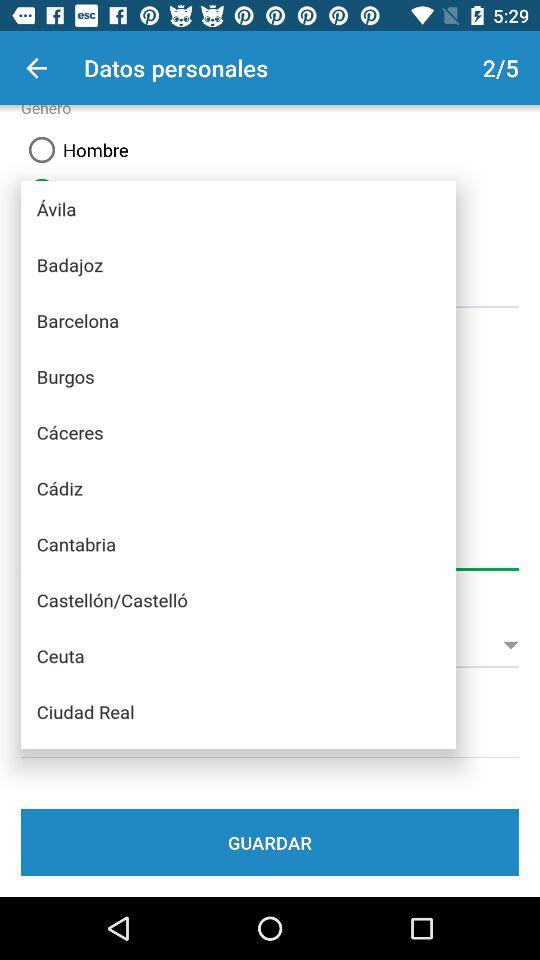 esc
5:29
Datos personales
2/5
Género
Hombre
Ávila
Badajoz
Barcelona
Burgos
Cáceres
Cádiz
Cantabria
Castellón/Castelló
Ceuta
Ciudad Real
GUARDAR